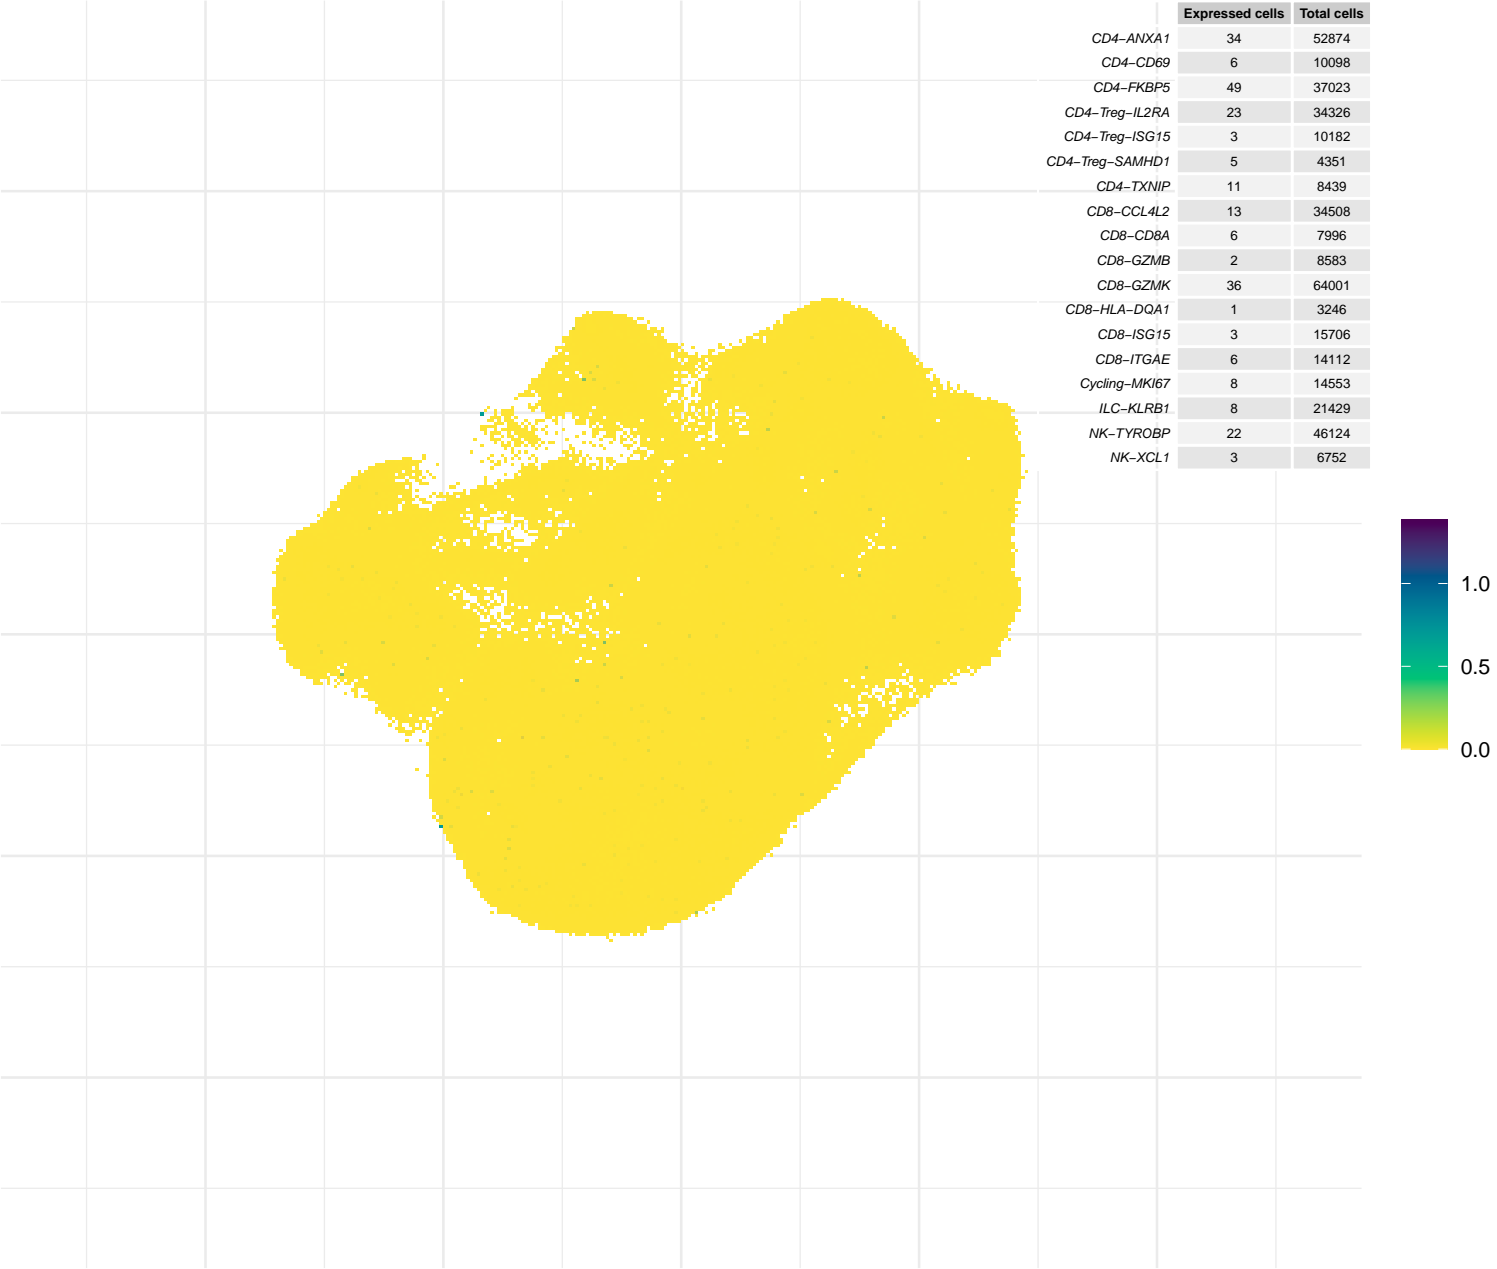 Expressed cells Total cells
CD4−ANXA1 34 52874
CD4−CD69 6 10098
CD4−FKBP5 49 37023
CD4−Treg−IL2RA 23 34326
CD4−Treg−ISG15 3 10182
CD4−Treg−SAMHD1 5 4351
CD4−TXNIP 11 8439
CD8−CCL4L2 13 34508
CD8−CD8A 6 7996
CD8−GZMB 2 8583
CD8−GZMK 36 64001
CD8−HLA−DQA1 1 3246
CD8−ISG15 3 15706
CD8−ITGAE 6 14112
Cycling−MKI67 8 14553
ILC−KLRB1 8 21429
NK−TYROBP 22 46124
NK−XCL1 3 6752
1.0
0.5
0.0